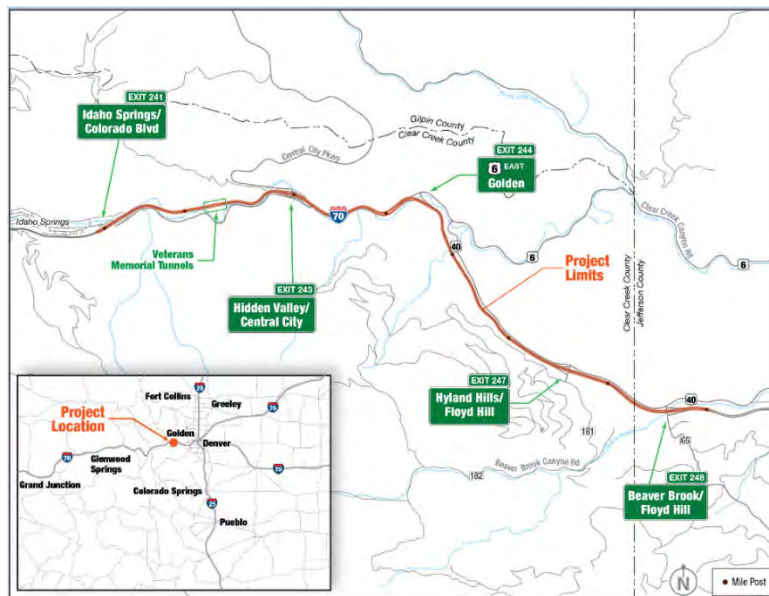 EXIT 241
Idaho Springs/
Colorado Blvd
Gilpin County
Clear Creek County
Central City Pkwy
EXIT 244
6 EAST
Golden
Clear Creek Canyon Rd
Idaho Springs
70
40
6
6
Veterans
Memorial Tunnels
Project
Limits
EXIT 243
Hidden Valley/
Central City
Clear Creek County
Jefferson County
EXIT 247
Hyland Hills/
Floyd Hill
40
65
181
182
Beaver Brook Canyon Rd
EXIT 248
Beaver Brook/
Floyd Hill
25
Fort Collins
Greeley
76
Project
Location
Golden
Denver
70
Glenwood
Springs
70
Grand Junction
Colorado Springs
25
Pueblo
N
Mile Post